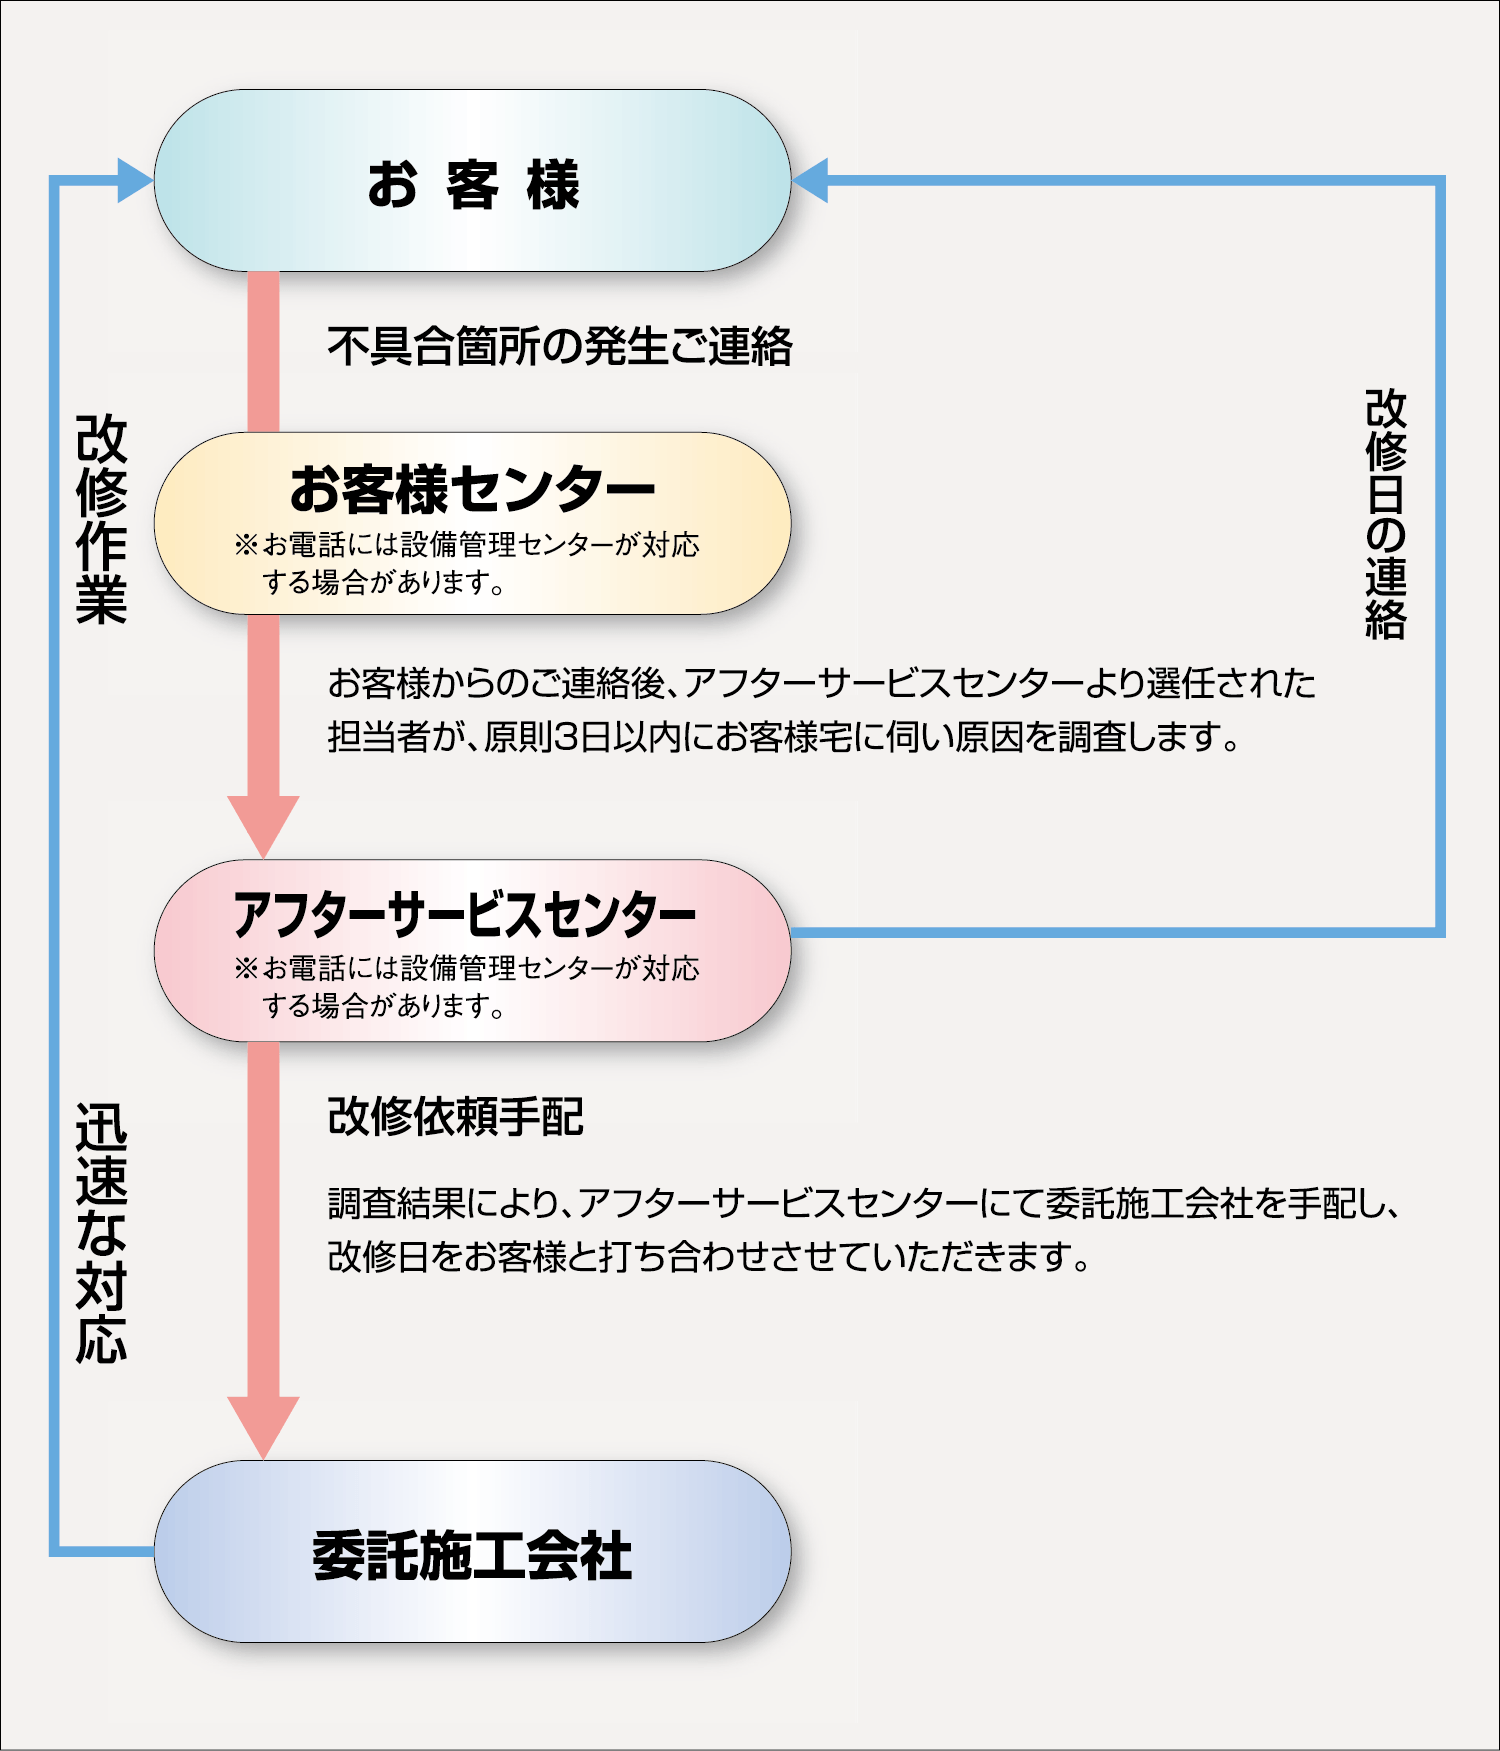 お客様
不具合箇所の発生ご連絡
改修作業
改修日の連絡
お客様センター
※お電話には設備管理センターが対応
する場合があります。
お客様からのご連絡後、アフターサービスセンターより選任された
担当者が、原則3日以内にお客様宅に伺い原因を調査します。
アフターサービスセンター
※お電話には設備管理センターが対応
する場合があります。
迅速な対応
改修依頼手配
調査結果により、アフターサービスセンターにて委託施工会社を手配し、
改修日をお客様と打ち合わせさせていただきます。
委託施工会社